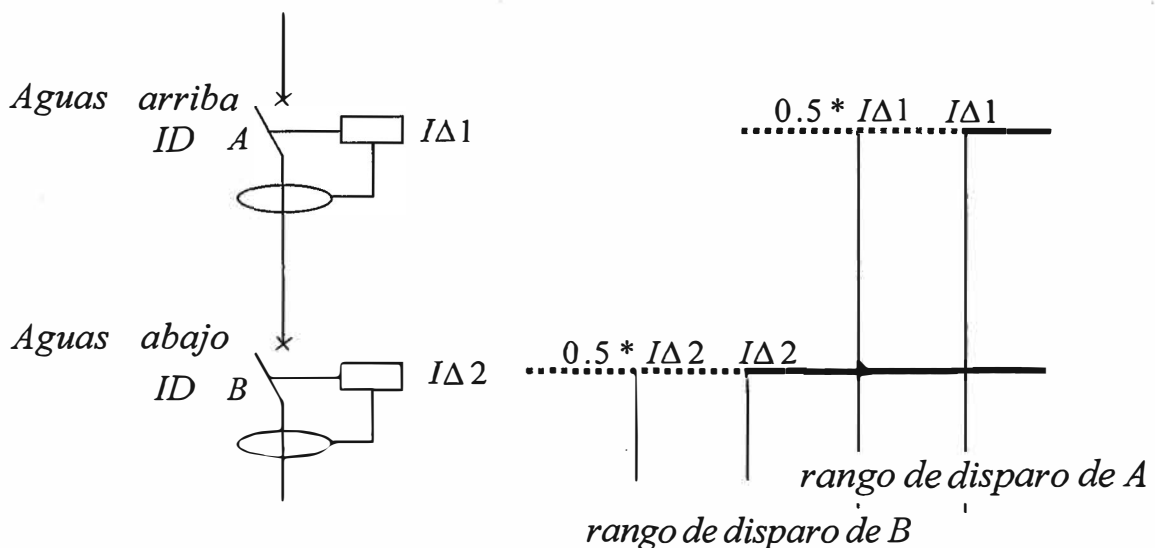 Aguas arriba
ID A
IΔ1
Aguas abajo
ID B
IΔ2
0.5* IΔ1 IΔ1
0.5* IΔ2 IΔ2
rango de disparo de A
rango de disparo de B